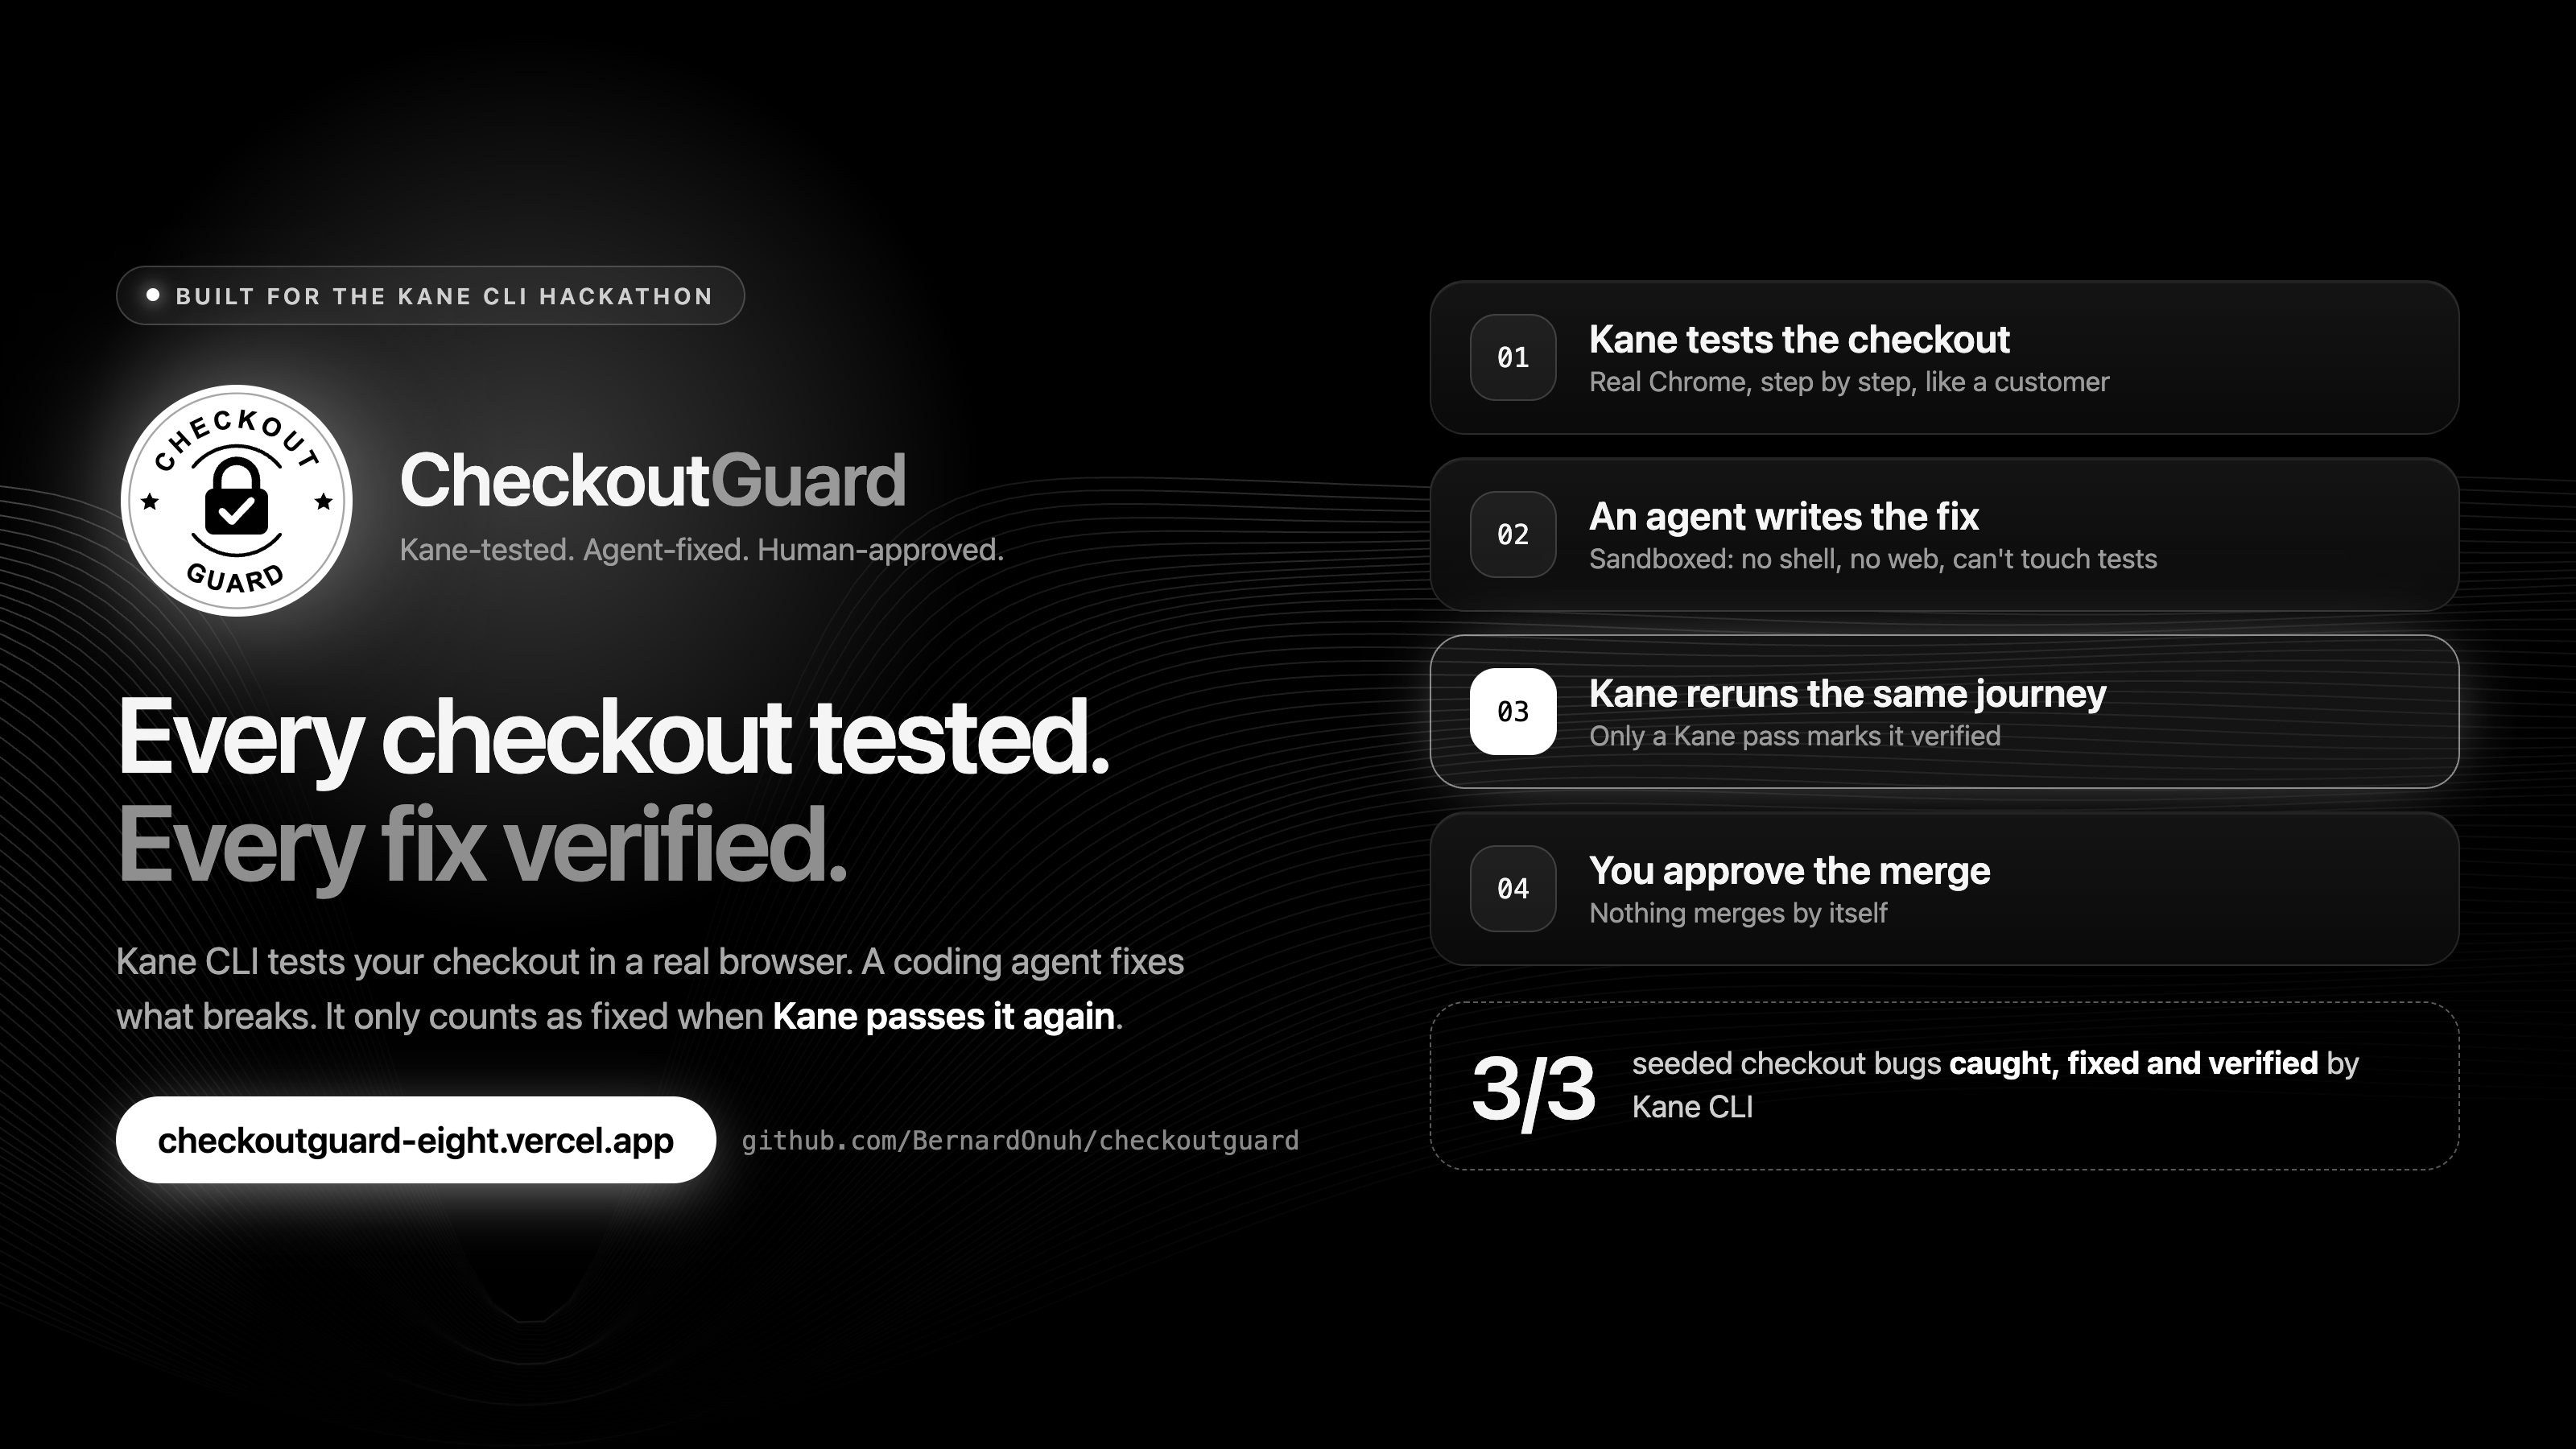 BUILT FOR THE KANE CLI HACKATHON
CHECKOUT
GUARD
CheckoutGuard
Kane-tested. Agent-fixed. Human-approved.
Every checkout tested.
Every fix verified.
Kane CLI tests your checkout in a real browser. A coding agent fixes
what breaks. It only counts as fixed when Kane passes it again.
checkoutguard-eight.vercel.app
github.com/BernardOnuh/checkoutguard
01
Kane tests the checkout
Real Chrome, step by step, like a customer
02
An agent writes the fix
Sandboxed: no shell, no web, can't touch tests
03
Kane reruns the same journey
Only a Kane pass marks it verified
04
You approve the merge
Nothing merges by itself
3/3
seeded checkout bugs caught, fixed and verified by
Kane CLI